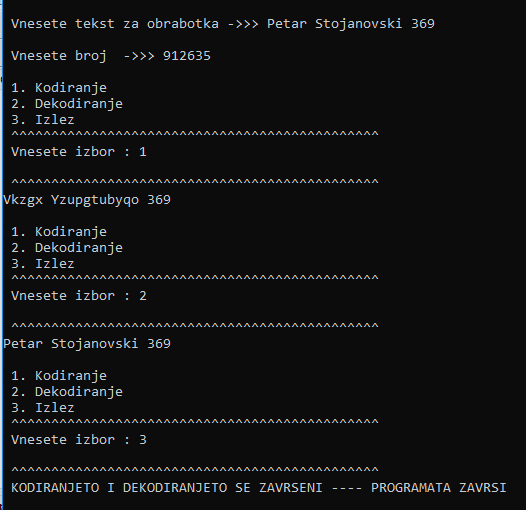 Vnesete tekst za obrabotka ->>> Petar Stojanovski 369
Vnesete broj  ->>> 912635
1. Kodiranje
2. Dekodiranje
3. Izlez
^^^^^^^^^^^^^^^^^^^^^^^^^^^^^^^^^^^^^^^^^^^^^^
Vnesete izbor : 1
^^^^^^^^^^^^^^^^^^^^^^^^^^^^^^^^^^^^^^^^^^^^^^
Vkzgx Yzupgtubyqo 369
1. Kodiranje
2. Dekodiranje
3. Izlez
^^^^^^^^^^^^^^^^^^^^^^^^^^^^^^^^^^^^^^^^^^^^^^
Vnesete izbor : 2
^^^^^^^^^^^^^^^^^^^^^^^^^^^^^^^^^^^^^^^^^^^^^^
Petar Stojanovski 369
1. Kodiranje
2. Dekodiranje
3. Izlez
^^^^^^^^^^^^^^^^^^^^^^^^^^^^^^^^^^^^^^^^^^^^^^
Vnesete izbor : 3
^^^^^^^^^^^^^^^^^^^^^^^^^^^^^^^^^^^^^^^^^^^^^^
KODIRANJETO I DEKODIRANJETO SE ZAVRSENI ---- PROGRAMATA ZAVRSI